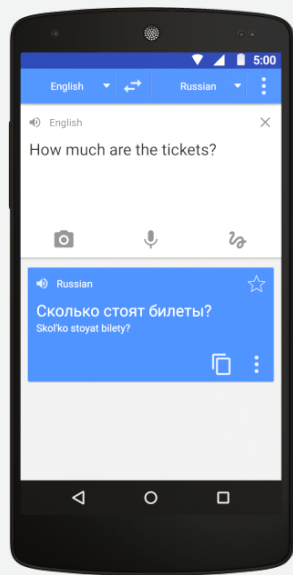 5:00
English Russian
English
How much are the tickets?
Russian
Сколько стоят билеты?
Skol'ko stoyat bilety?